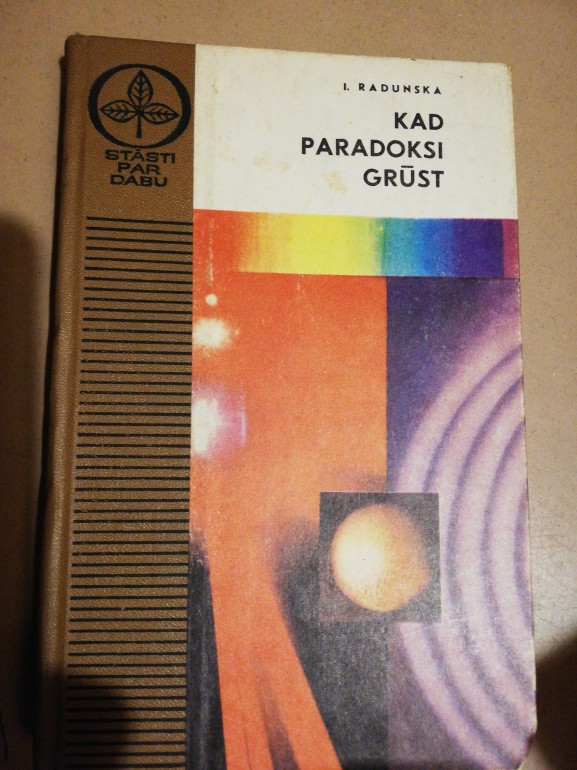 STĀSTI
PAR
DABU
I. RADUNSKA
KAD
PARADOKSI
GRŪST